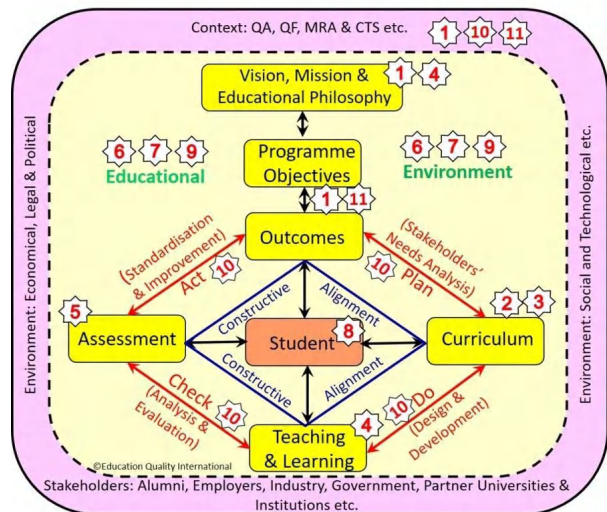 Context: QA, QF, MRA & CTS etc.
1 10 11
Vision, Mission &
Educational Philosophy
1 4
6 7 9
Educational
6 7 9
Environment
Programme
Objectives
1 11
Outcomes
(Standardisation
& Improvement)
Act 10
(Stakeholders'
Needs Analysis)
10 Plan
5
Assessment
Constructive
Alignment
Student
8
2 3
Curriculum
Constructive
Alignment
Check
10
(Analysis &
Evaluation)
10 Do
(Design &
Development)
4
Teaching
& Learning
©Education Quality International
Stakeholders: Alumni, Employers, Industry, Government, Partner Universities &
Institutions etc.
Environment: Economical, Legal & Political
Environment: Social and Technological etc.